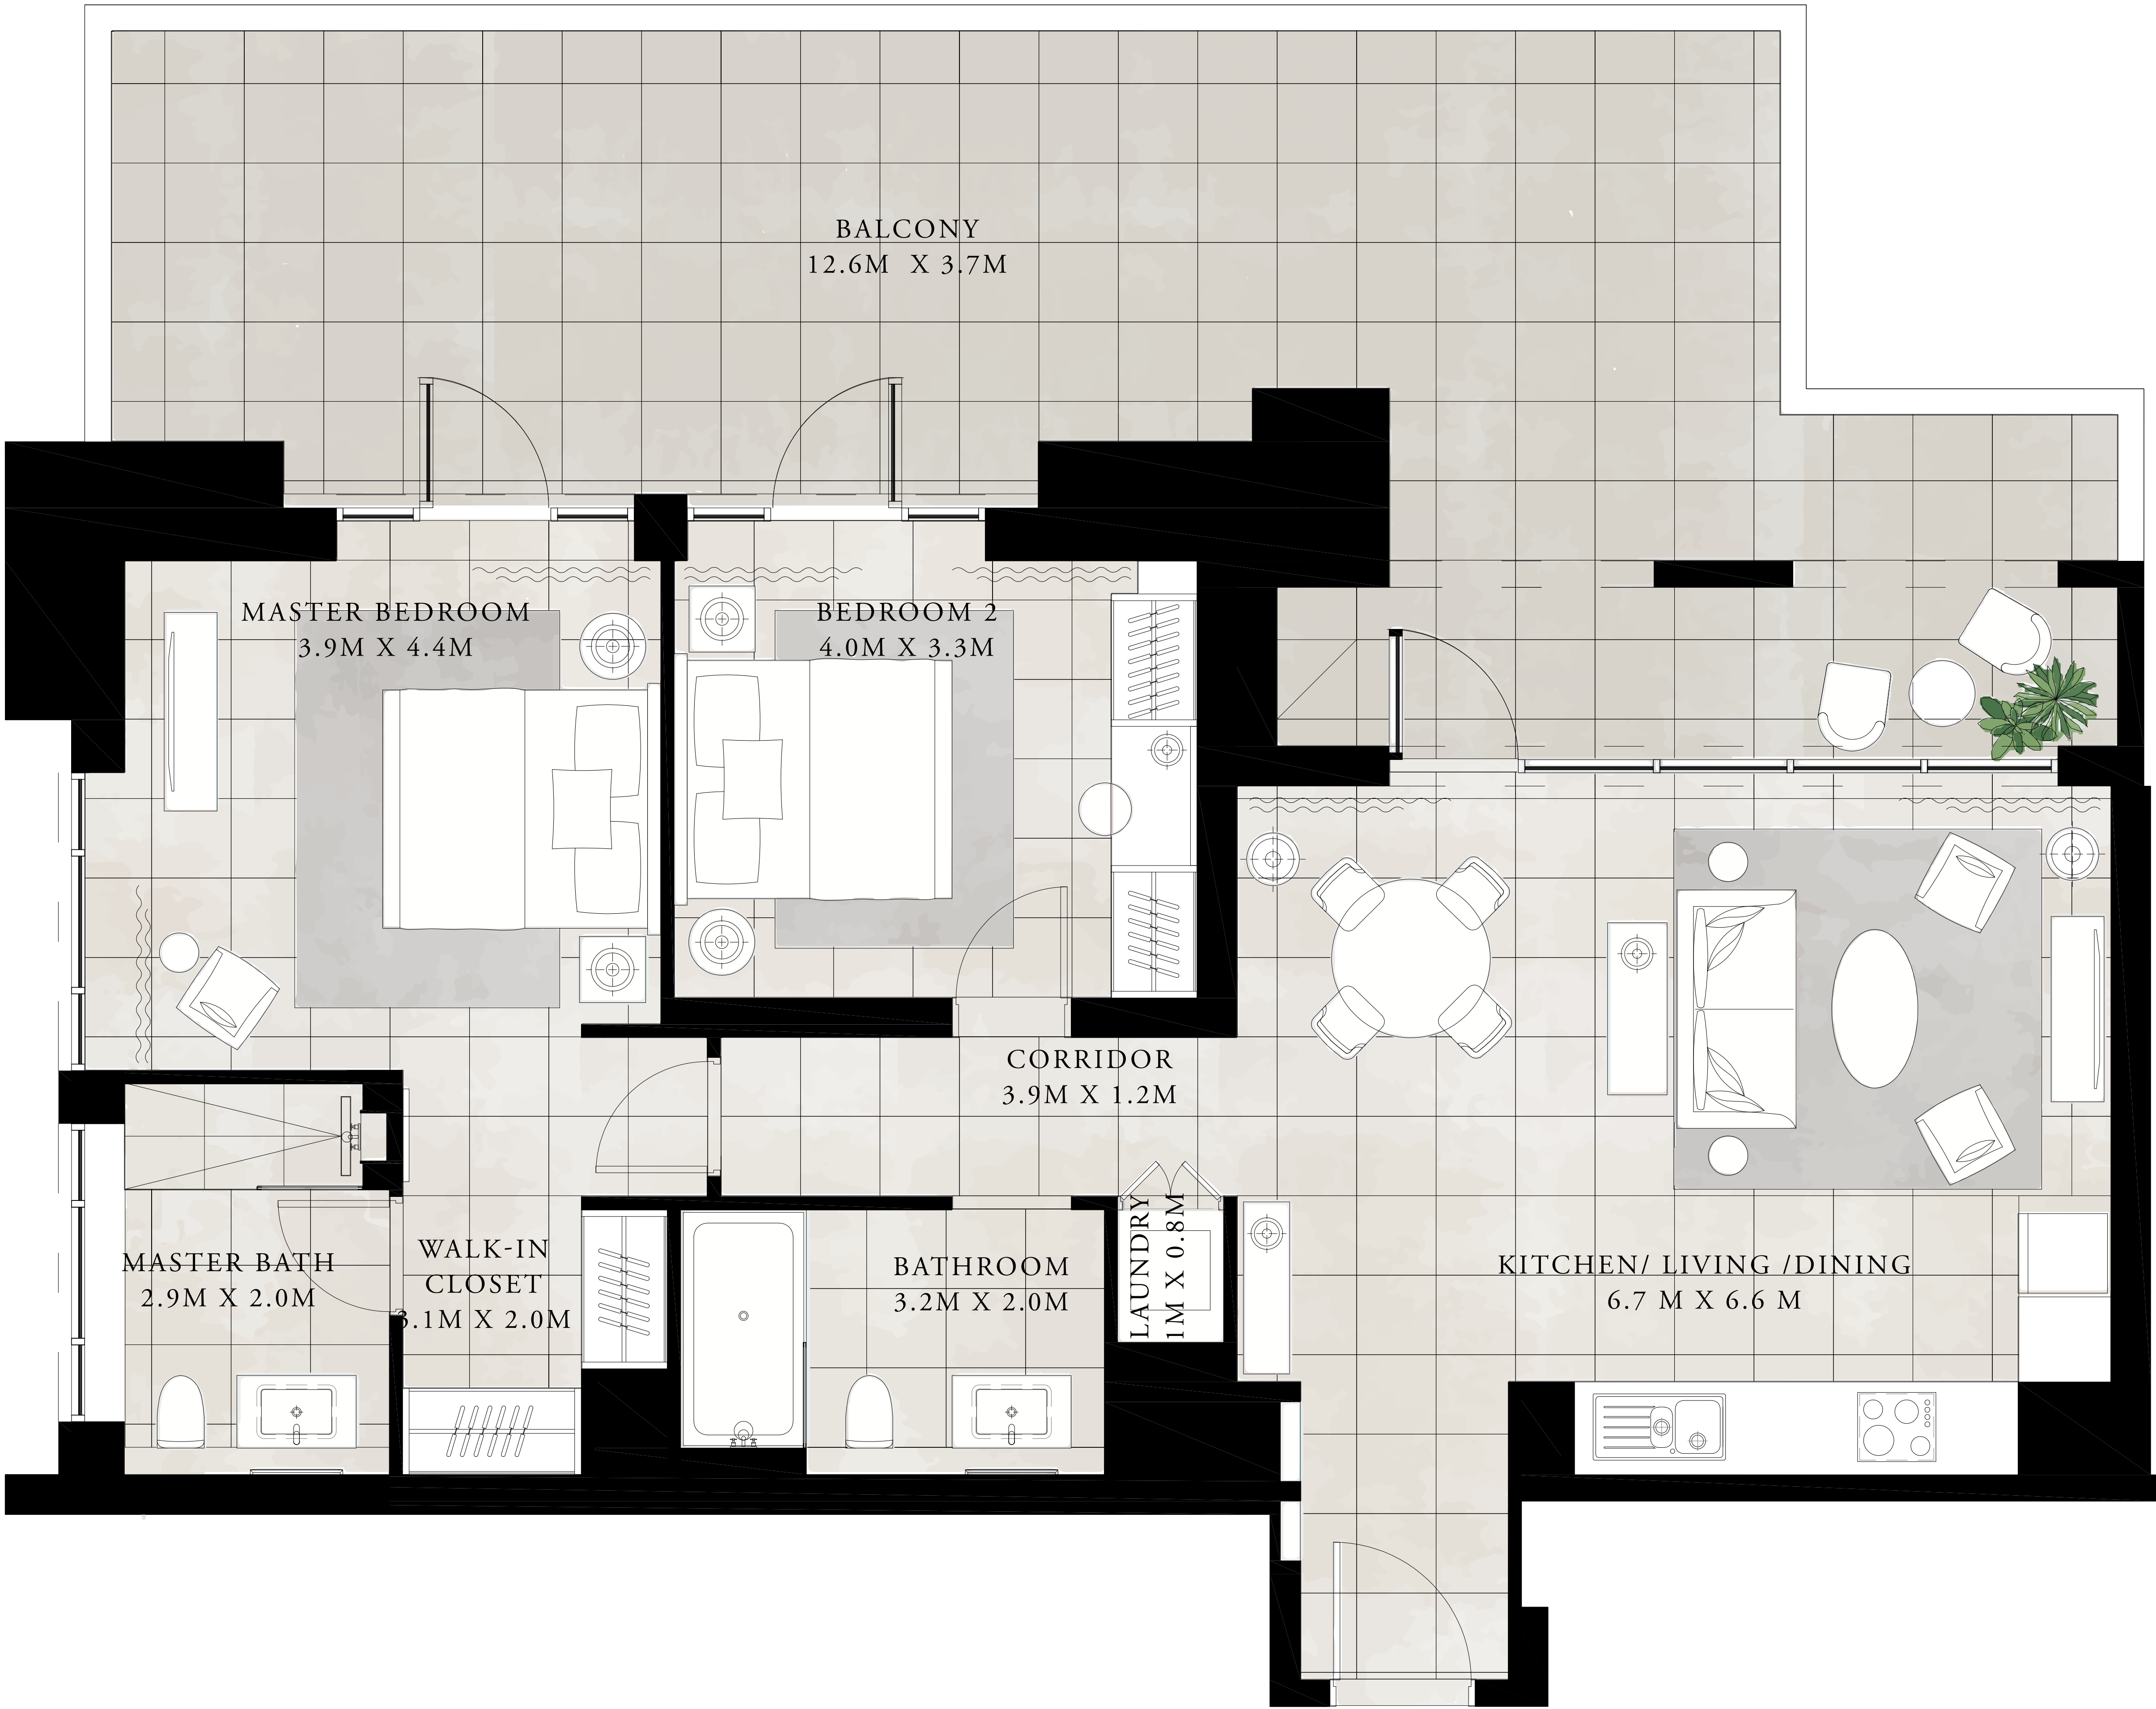 BALCONY
12.6M X 3.7M
MASTER BEDROOM
3.9M X 4.4M
BEDROOM 2
4.0M X 3.3M
CORRIDOR
3.9M X 1.2M
MASTER BATH
2.9M X 2.0M
WALK-IN
CLOSET
3.1M X 2.0M
BATHROOM
3.2M X 2.0M
LAUNDRY
1M X 0.8M
KITCHEN/ LIVING /DINING
6.7 M X 6.6 M